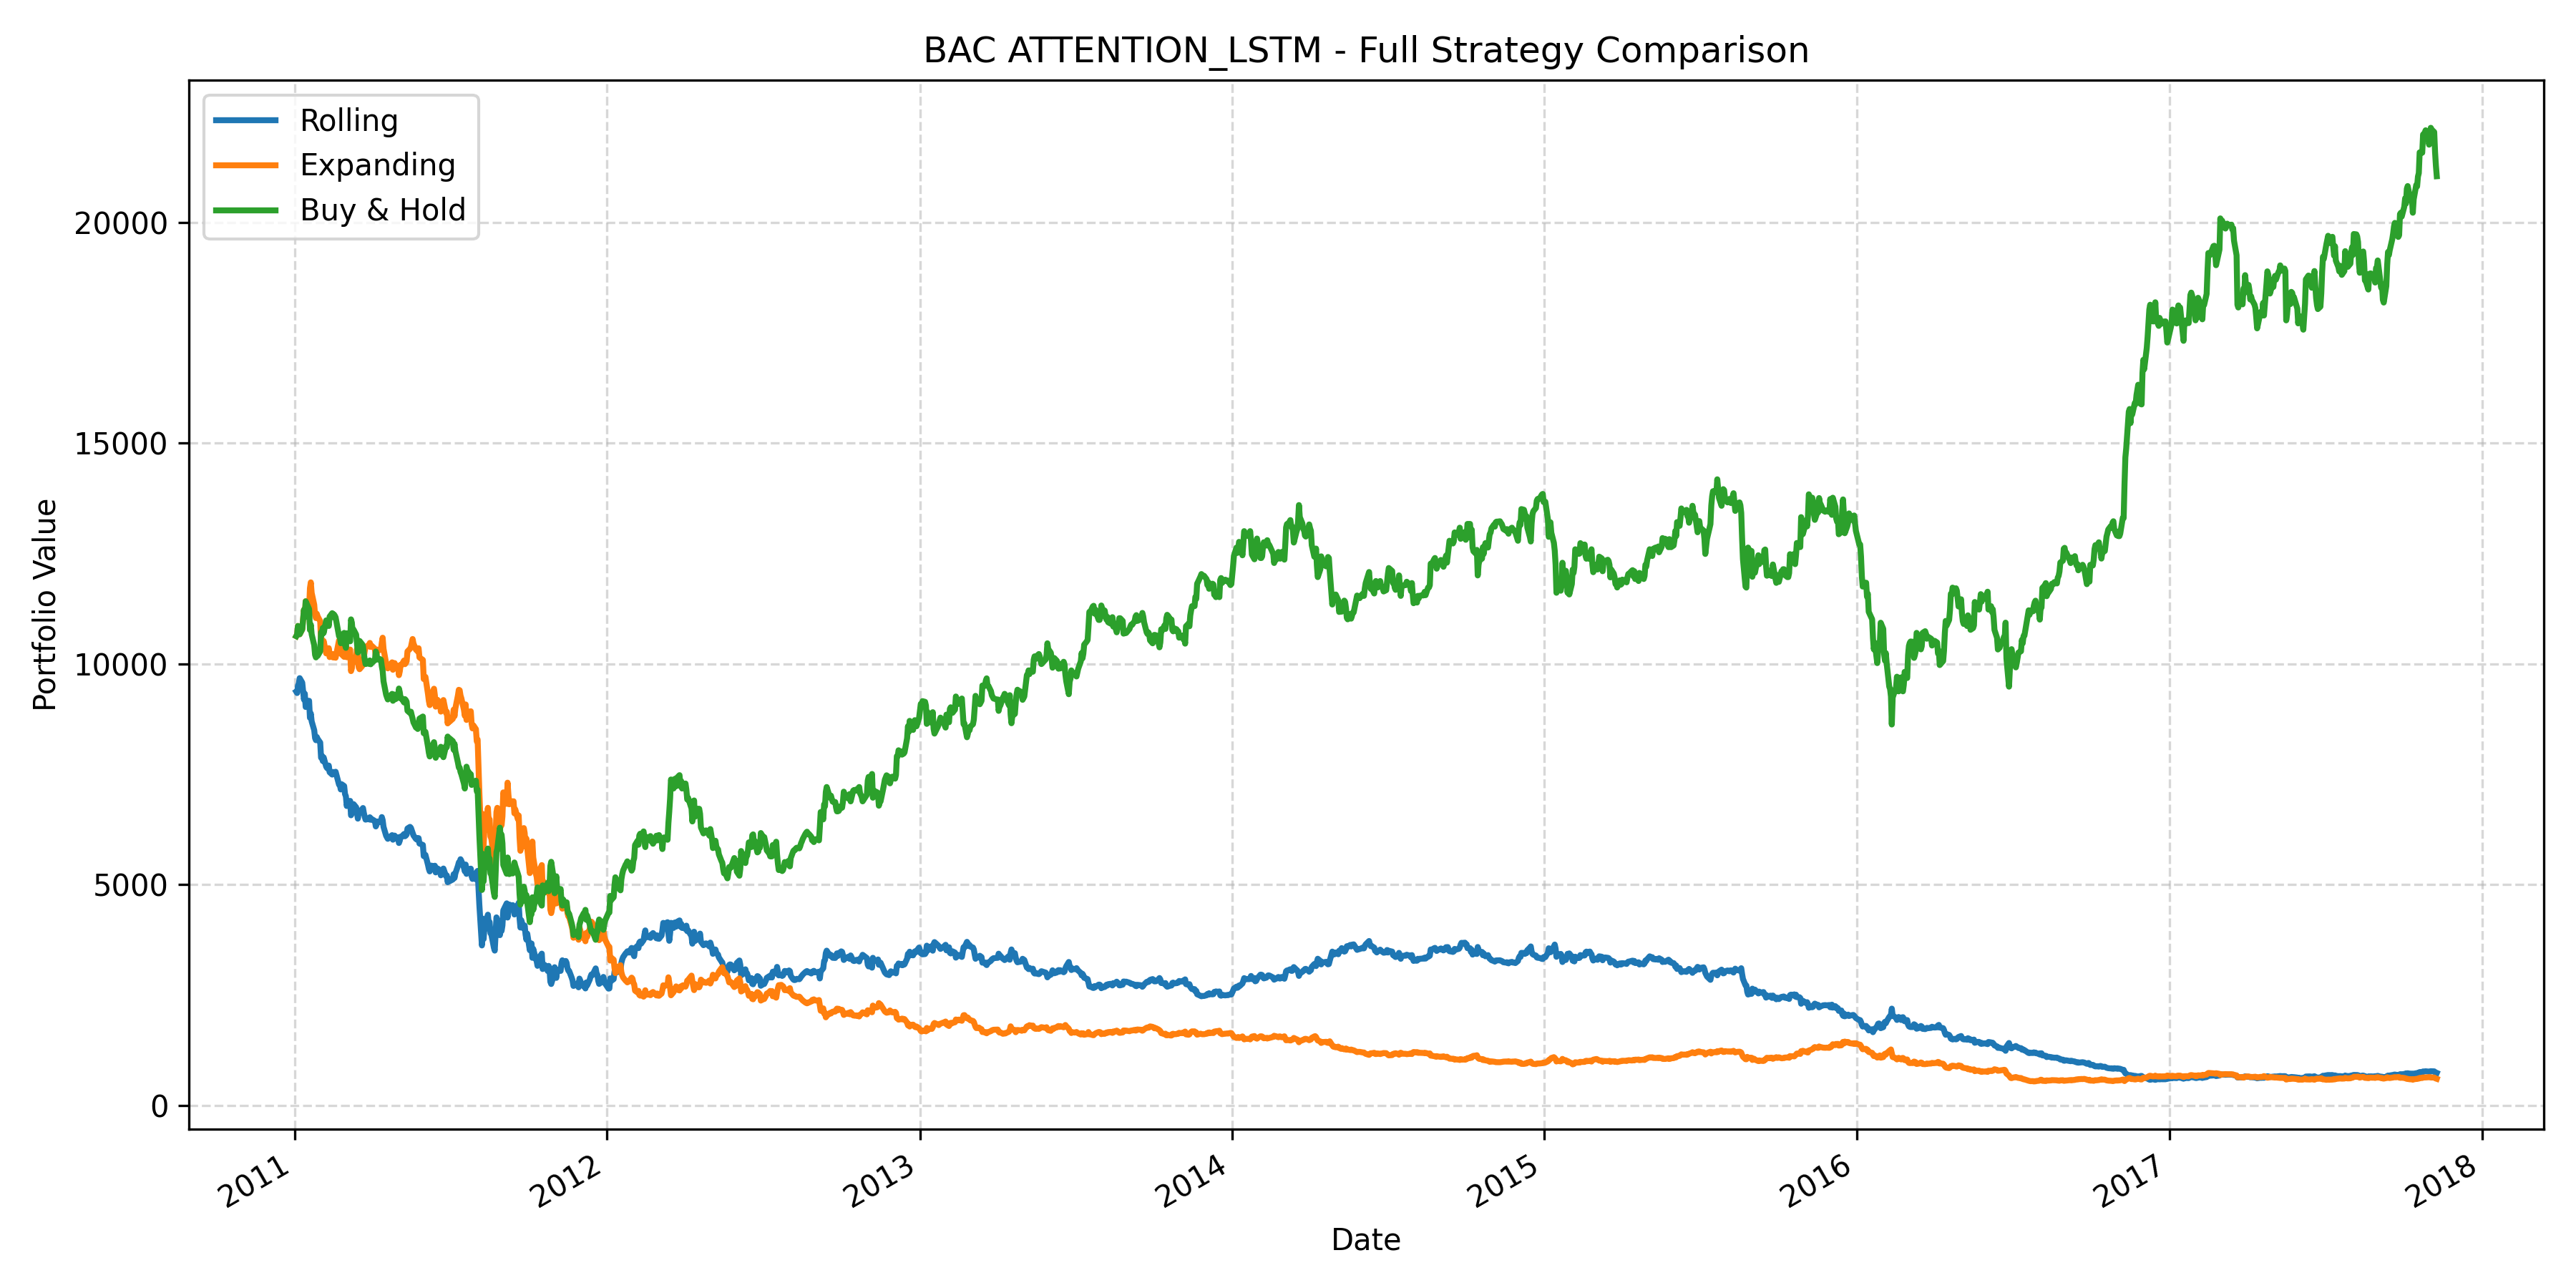 BAC ATTENTION_LSTM - Full Strategy Comparison
Rolling
Expanding
Buy & Hold
Portfolio Value
20000
15000
10000
5000
0
2011
2012
2013
2014
2015
2016
2017
2018
Date